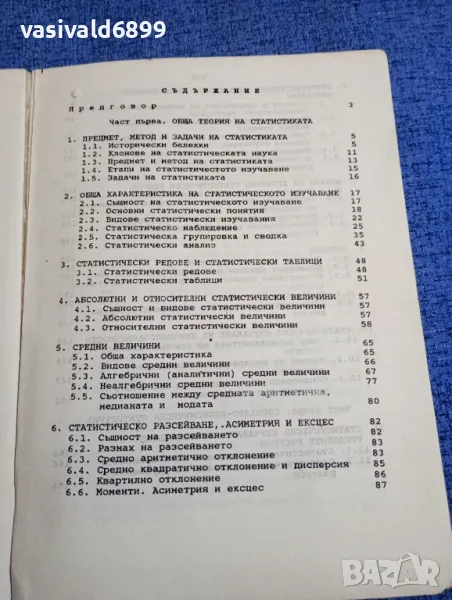 vasivald6899
С Ъ Д Ъ Р Ж А Н И Е
П р е д г о в о р 3
Част първа. ОБЩА ТЕОРИЯ НА СТАТИСТИКАТА
1. ПРЕДМЕТ, МЕТОД И ЗАДАЧИ НА СТАТИСТИКАТА 5
1.1. Исторически бележки 5
1.2. Клонове на статистическата наука 11
1.3. Предмет и метод на статистиката 13
1.4. Етапи на статистичестото изучаване 15
1.5. Задачи на статистиката 16
2. ОБЩА ХАРАКТЕРИСТИКА НА СТАТИСТИЧЕСКОТО ИЗУЧАВАНЕ 17
2.1. Същност на статистическото изучаване 17
2.2. Основни статистически понятия 18
2.3. Видове статистически изучавания 22
2.4. Статистическо наблюдение 25
2.5. Статистическа групировка и сводка 35
2.6. Статистически анализ 43
3. СТАТИСТИЧЕСКИ РЕДОВЕ И СТАТИСТИЧЕСКИ ТАБЛИЦИ 48
3.1. Статистически редове 48
3.2. Статистически таблици 51
4. АБСОЛЮТНИ И ОТНОСИТЕЛНИ СТАТИСТИЧЕСКИ ВЕЛИЧИНИ 57
4.1. Същност и видове статистически величини 57
4.2. Абсолютни статистически величини 57
4.3. Относителни статистически величини 58
5. СРЕДНИ ВЕЛИЧИНИ 65
5.1. Обща характеристика 65
5.2. Видове средни величини 66
5.3. Алгебрични (аналитични) средни величини 67
5.4. Неалгебрични средни величини 77
5.5. Съотношение между средната аритметична,
медианата и модата 80
6. СТАТИСТИЧЕСКО РАЗСЕЙВАНЕ,.АСИМЕТРИЯ И ЕКСЦЕС 82
6.1. Същност на разсейването 82
6.2. Размах на разсейването 83
6.3. Средно аритметично отклонение 83
6.4. Средно квадратично отклонение и дисперсия 85
6.5. Квартилно отклонение 86
6.6. Моменти. Асиметрия и ексцес 87
BAZAR